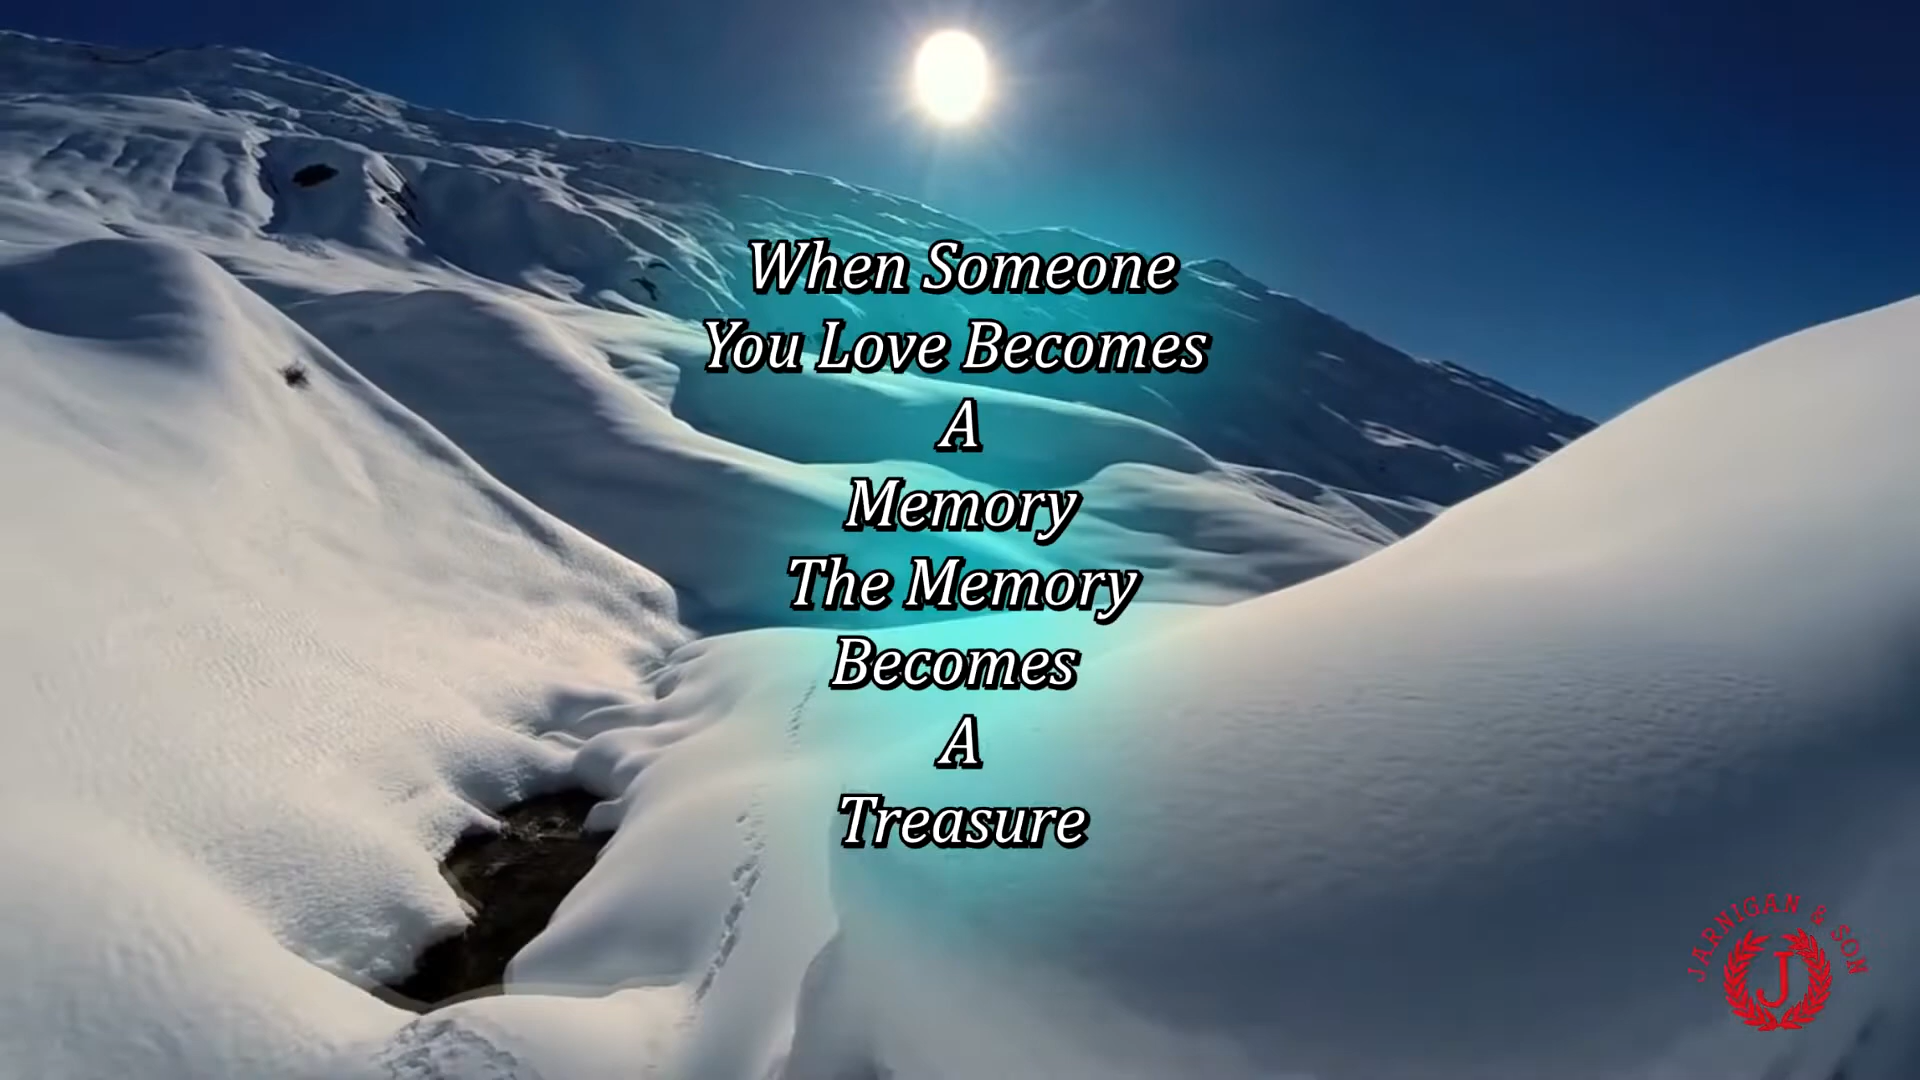 When Someone
You Love Becomes
A
Memory
The Memory
Becomes
A
Treasure
JARNIGAN & SON
J